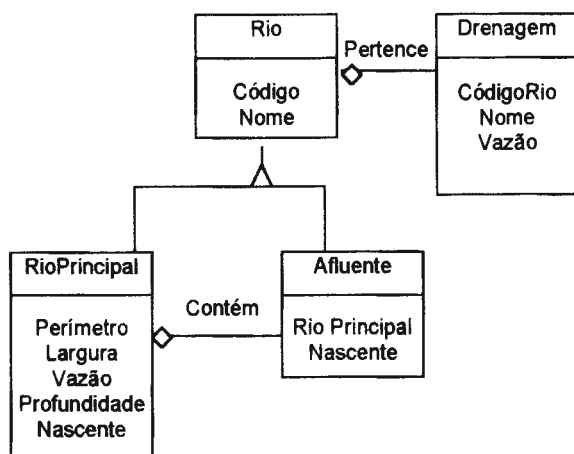 Rio
Código
Nome
Pertence
Drenagem
CódigoRio
Nome
Vazão
RioPrincipal
Perímetro
Largura
Vazão
Profundidade
Nascente
Contém
Afluente
Rio Principal
Nascente